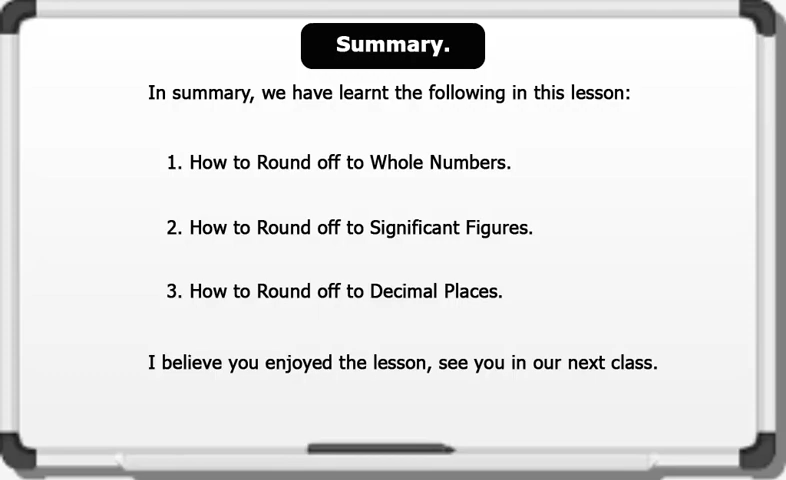 Summary.
In summary, we have learnt the following in this lesson:
1. How to Round off to Whole Numbers.
2. How to Round off to Significant Figures.
3. How to Round off to Decimal Places.
I believe you enjoyed the lesson, see you in our next class.